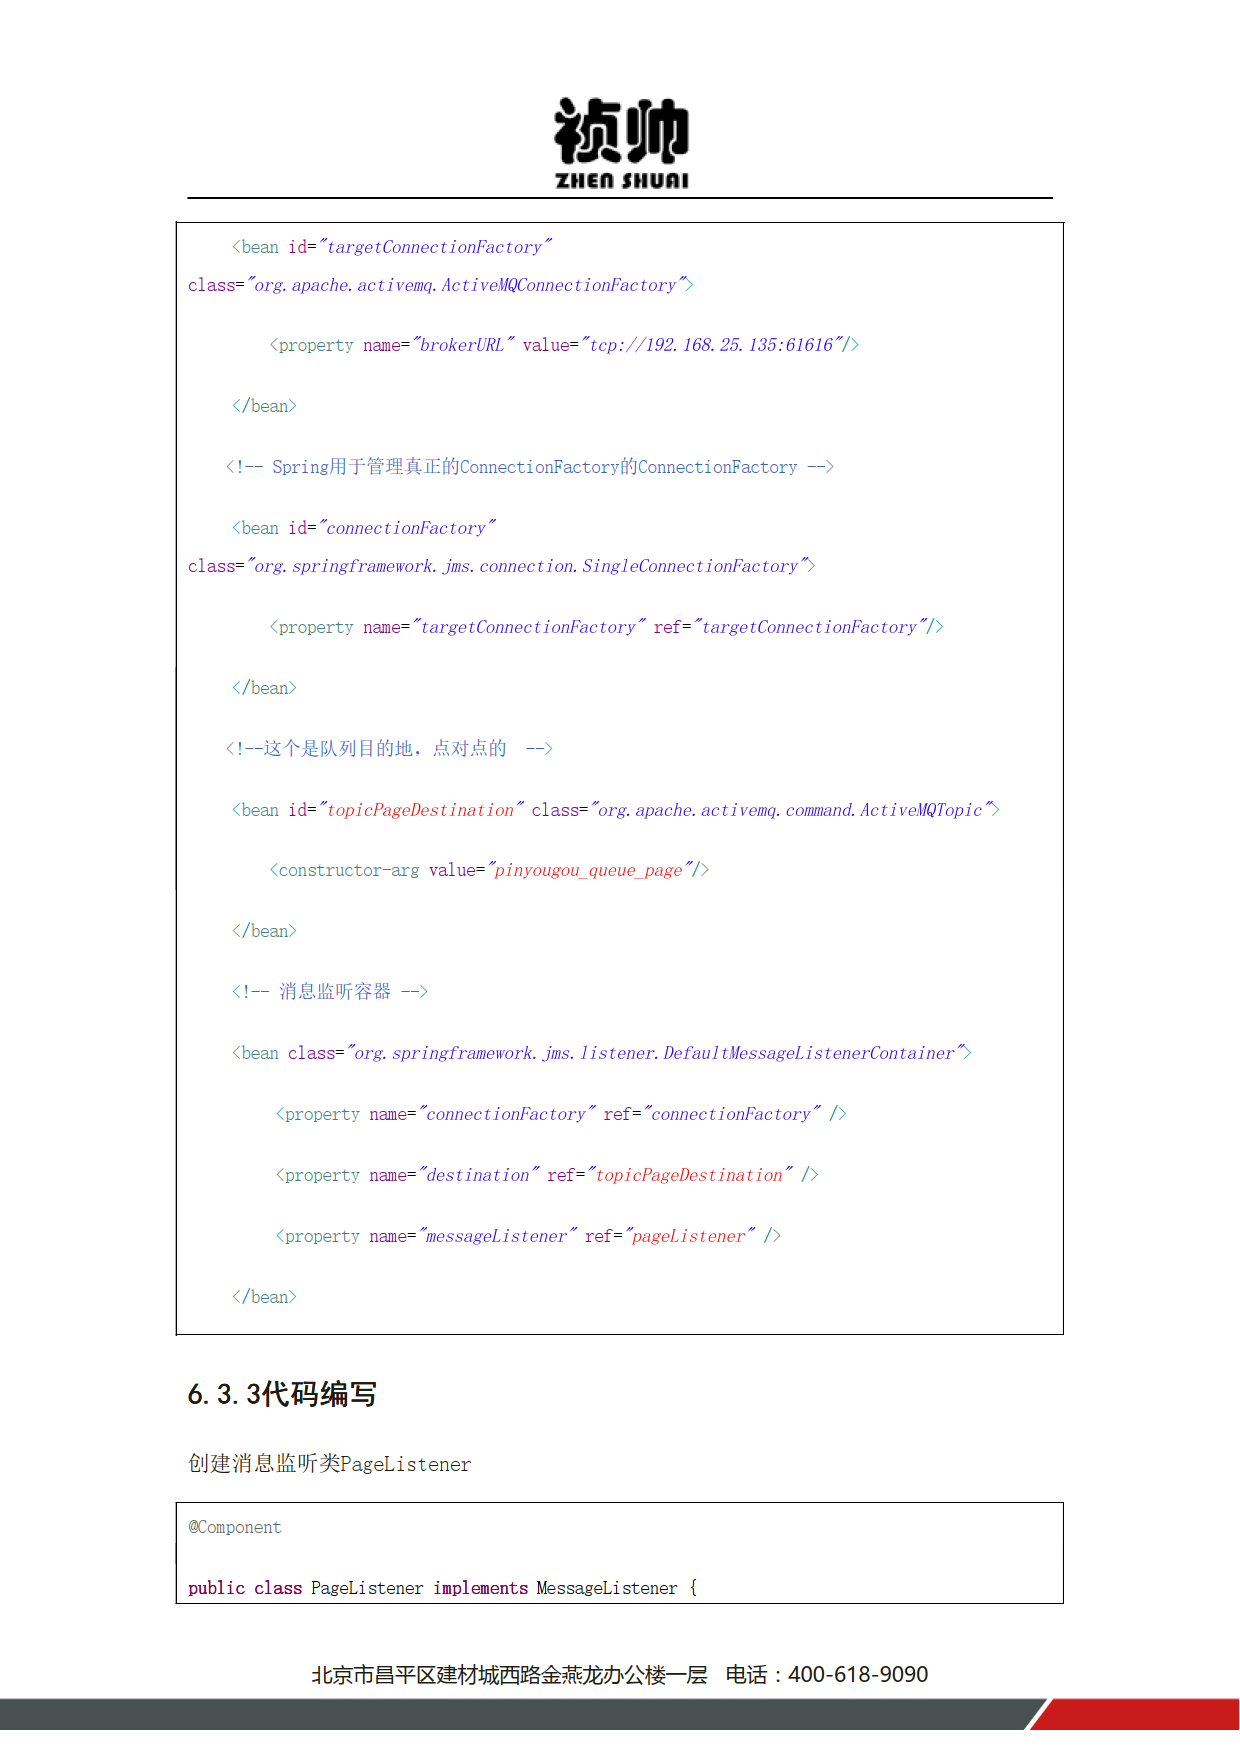 祯帅
ZHEN SHUAI
<bean id="targetConnectionFactory"
class="org.apache.activemq.ActiveMQConnectionFactory">
<property name="brokerURL" value="tcp://192.168.25.135:61616"/>
</bean>
<!-- Spring用于管理真正的ConnectionFactory的ConnectionFactory -->
<bean id="connectionFactory"
class="org.springframework.jms.connection.SingleConnectionFactory">
<property name="targetConnectionFactory" ref="targetConnectionFactory"/>
</bean>
<!--这个是队列目的地，点对点的  -->
<bean id="topicPageDestination" class="org.apache.activemq.command.ActiveMQTopic">
<constructor-arg value="pinyougou_queue_page"/>
</bean>
<!-- 消息监听容器 -->
<bean class="org.springframework.jms.listener.DefaultMessageListenerContainer">
<property name="connectionFactory" ref="connectionFactory" />
<property name="destination" ref="topicPageDestination" />
<property name="messageListener" ref="pageListener" />
</bean>
6.3.3代码编写
创建消息监听类PageListener
@Component
public class PageListener implements MessageListener {
北京市昌平区建材城西路金燕龙办公楼一层 电话：400-618-9090